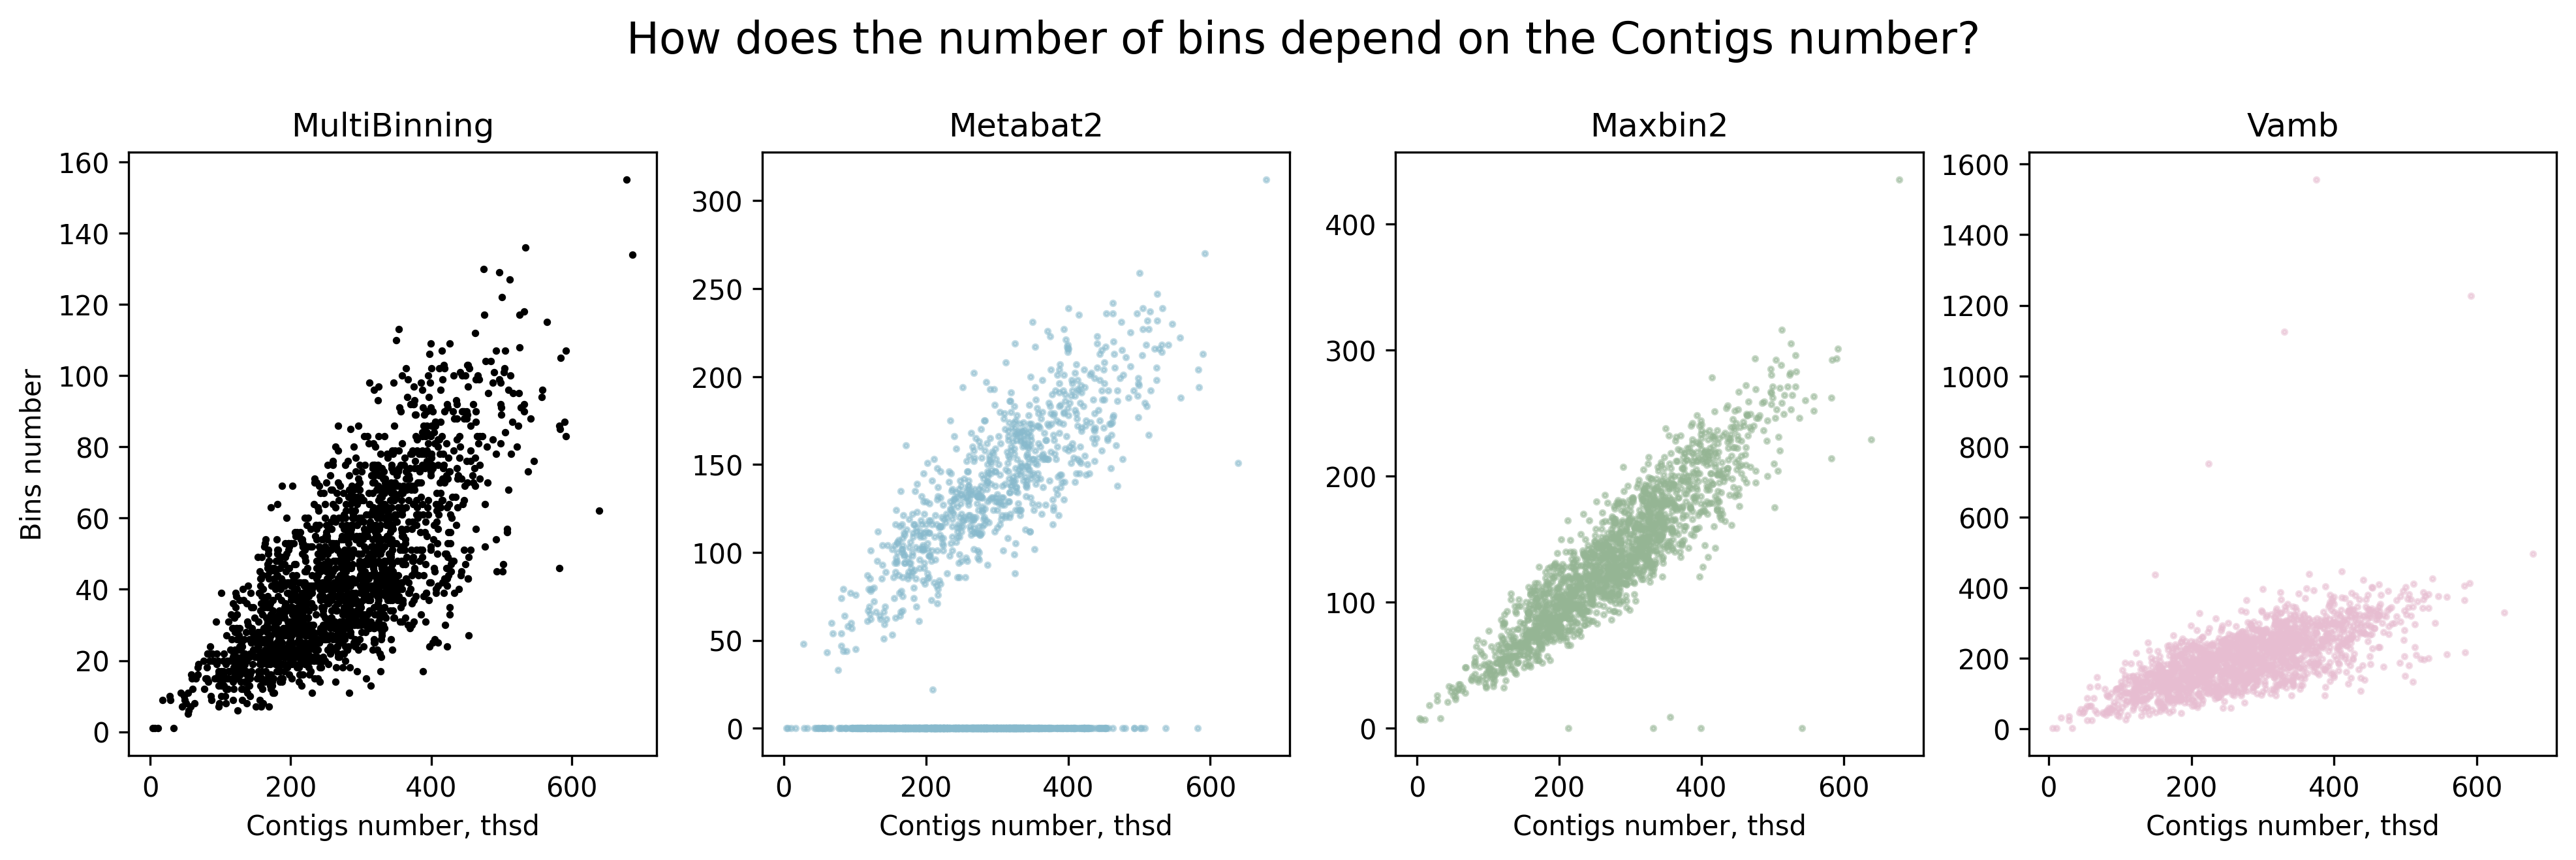 How does the number of bins depend on the Contigs number?
MultiBinning
Metabat2
Maxbin2
Vamb
Bins number
160
140
120
100
80
60
40
20
0
0 200 400 600
Contigs number, thsd
300
250
200
150
100
50
0
0 200 400 600
Contigs number, thsd
400
300
200
100
0
0 200 400 600
Contigs number, thsd
1600
1400
1200
1000
800
600
400
200
0
0 200 400 600
Contigs number, thsd